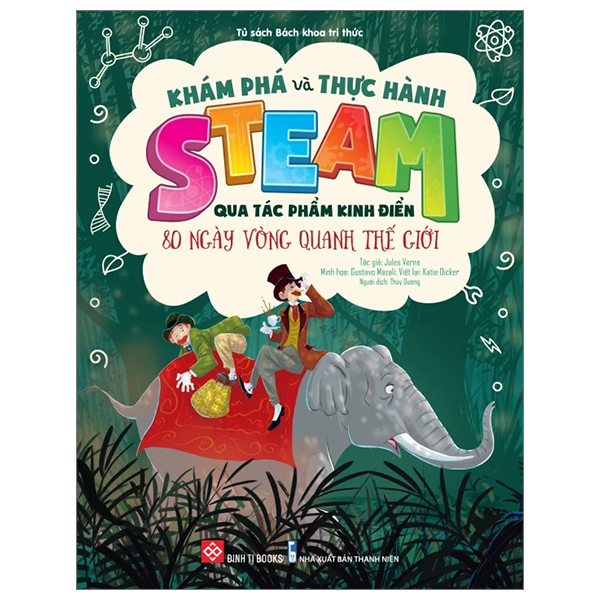 Tủ sách Bách khoa tri thức
KHÁM PHÁ và THỰC HÀNH
STEAM
QUA TÁC PHẨM KINH ĐIỂN
80 NGÀY VÒNG QUANH THẾ GIỚI
Tác giả: Jules Verne
Minh họa: Gustavo Mazali; Viết lại: Katie Dicker
Người dịch: Thùy Dương
ĐINH TỊ BOOKS
NHÀ XUẤT BẢN THANH NIÊN